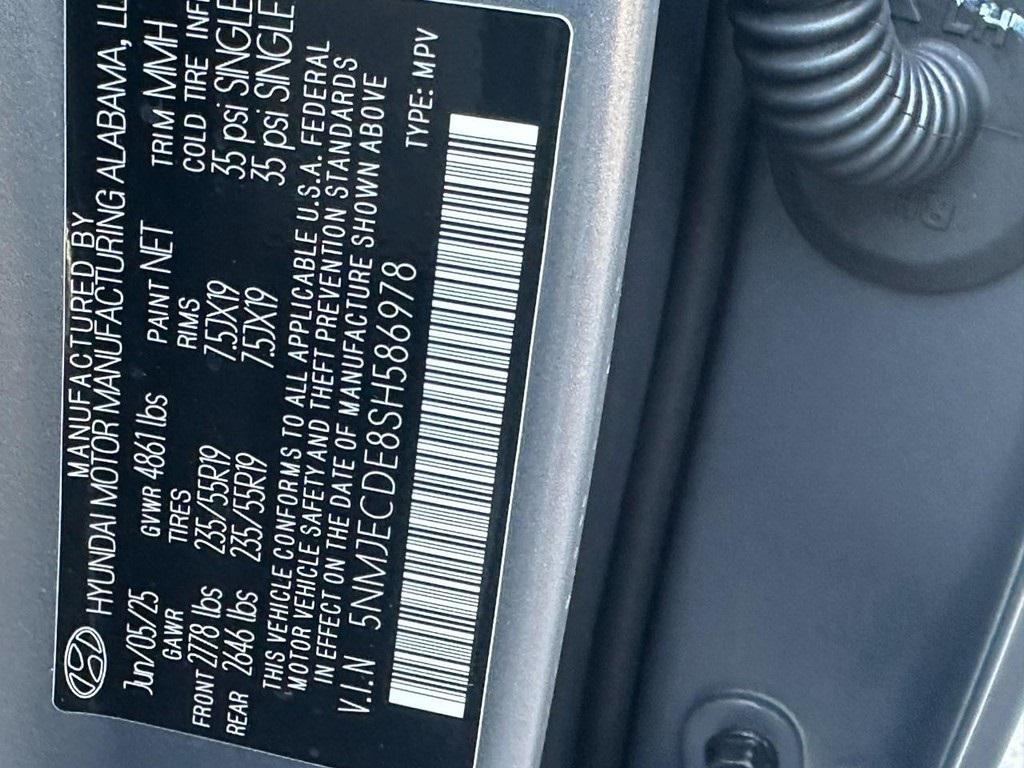 MANUFACTURED BY
HYUNDAI MOTOR MANUFACTURING ALABAMA, LL
Jun/05/25 GVWR 4861 lbs PAINT NET TRIM MMH
GAWR TIRES RIMS COLD TIRE INF
FRONT 2778 lbs 235/55R19 7.5JX19 35 psi SINGLE
REAR 2646 lbs 235/55R19 7.5JX19 35 psi SINGLE
THIS VEHICLE CONFORMS TO ALL APPLICABLE U.S.A. FEDERAL
MOTOR VEHICLE SAFETY AND THEFT PREVENTION STANDARDS
IN EFFECT ON THE DATE OF MANUFACTURE SHOWN ABOVE
V.I.N 5NMJECDE8SH586978 TYPE: MPV